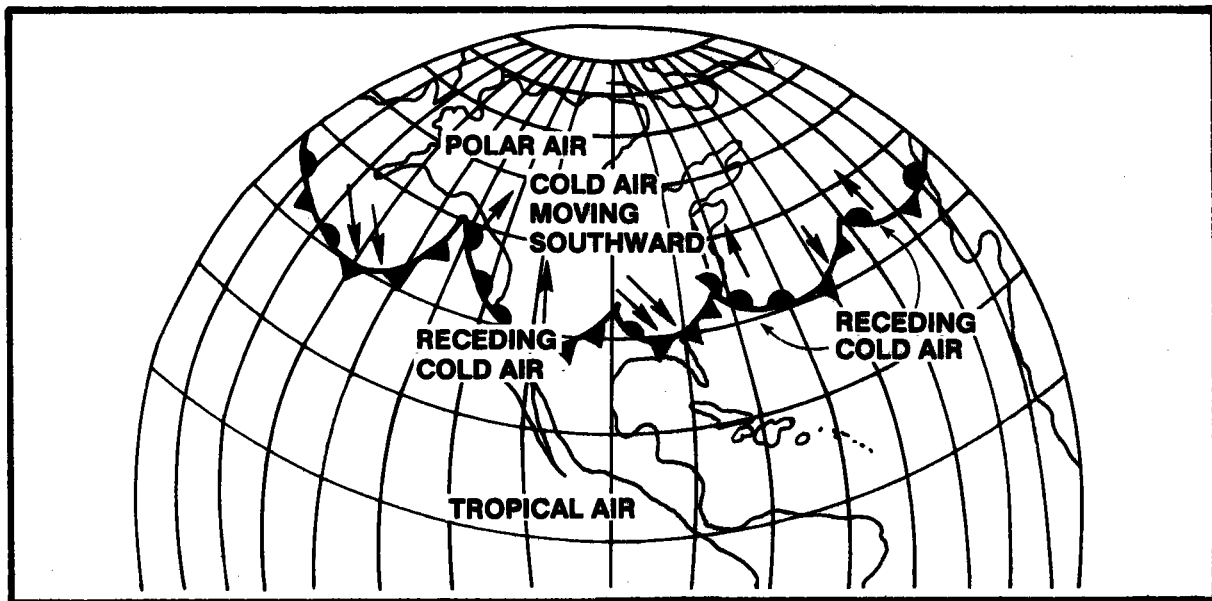 POLAR AIR
COLD AIR
MOVING
SOUTHWARD
RECEDING
COLD AIR
RECEDING
COLD AIR
TROPICAL AIR